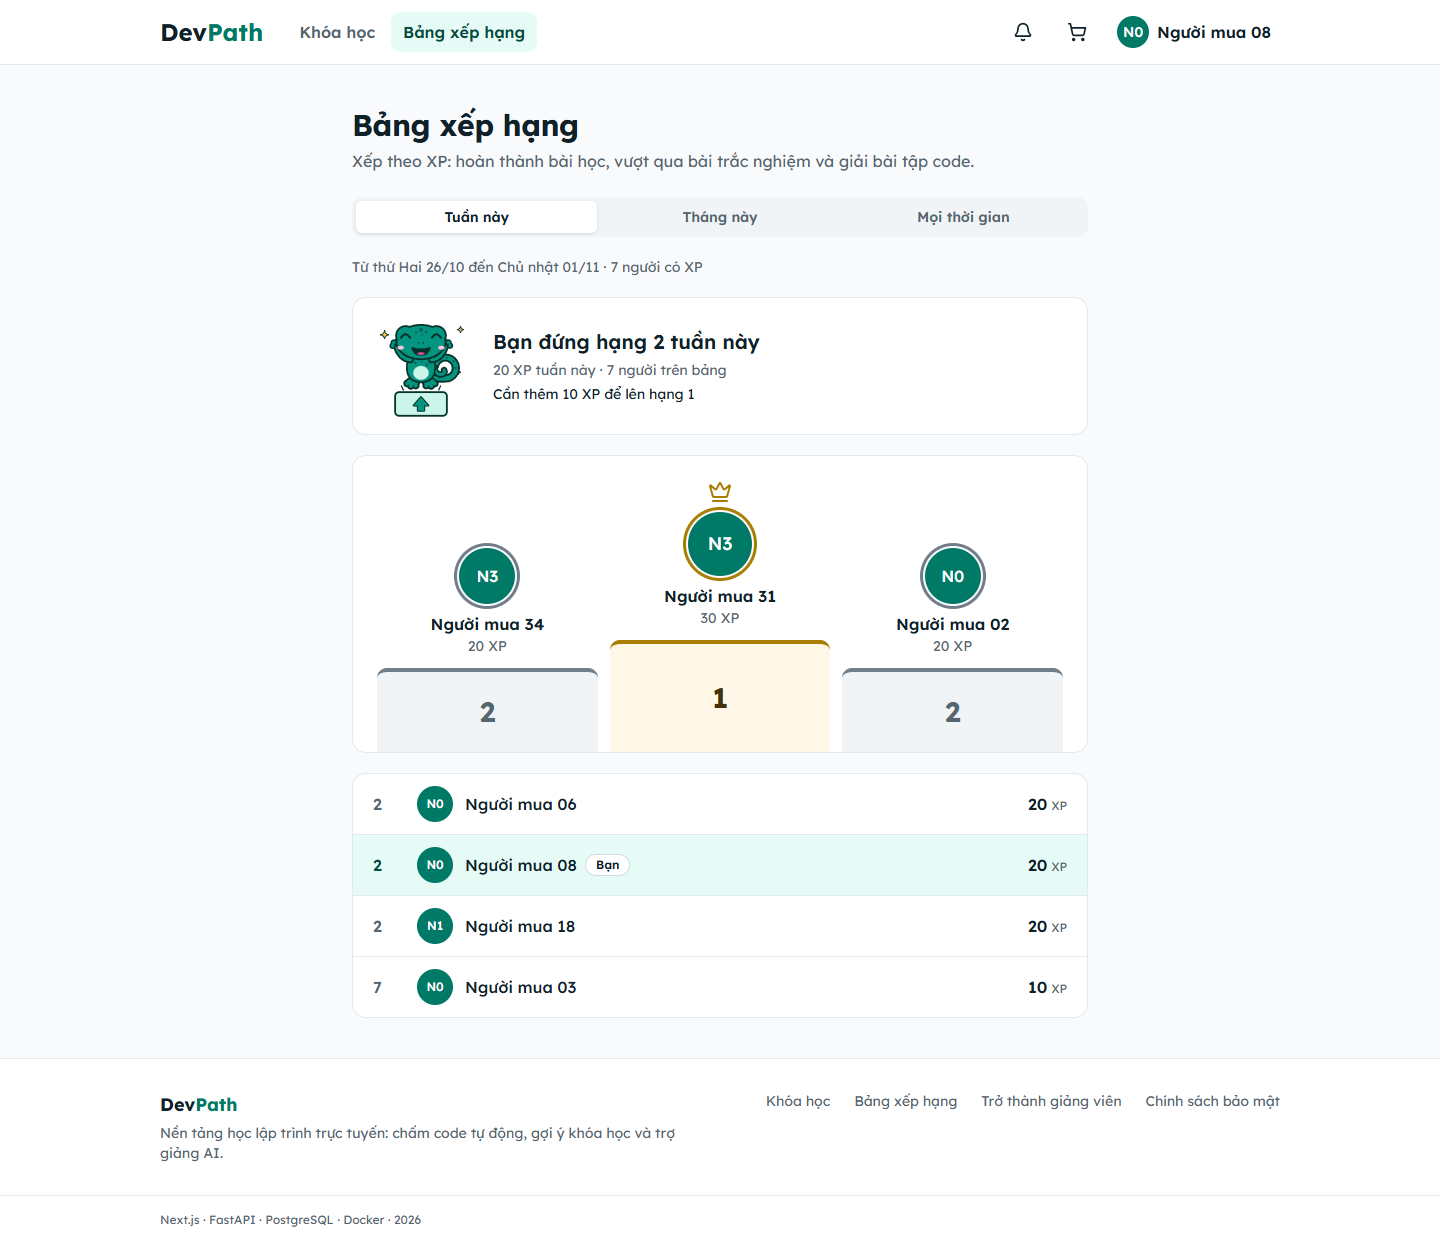 DevPath
Khóa học
Bảng xếp hạng
N0
Người mua 08
Bảng xếp hạng
Xếp theo XP: hoàn thành bài học, vượt qua bài trắc nghiệm và giải bài tập code.
Tuần này
Tháng này
Mọi thời gian
Từ thứ Hai 26/10 đến Chủ nhật 01/11 · 7 người có XP
Bạn đứng hạng 2 tuần này
20 XP tuần này · 7 người trên bảng
Cần thêm 10 XP để lên hạng 1
N3
Người mua 34
20 XP
2
N3
Người mua 31
30 XP
1
N0
Người mua 02
20 XP
2
2 N0 Người mua 06 20 XP
2 N0 Người mua 08 Bạn 20 XP
2 N1 Người mua 18 20 XP
7 N0 Người mua 03 10 XP
DevPath
Nền tảng học lập trình trực tuyến: chấm code tự động, gợi ý khóa học và trợ
giảng AI.
Khóa học
Bảng xếp hạng
Trở thành giảng viên
Chính sách bảo mật
Next.js · FastAPI · PostgreSQL · Docker · 2026